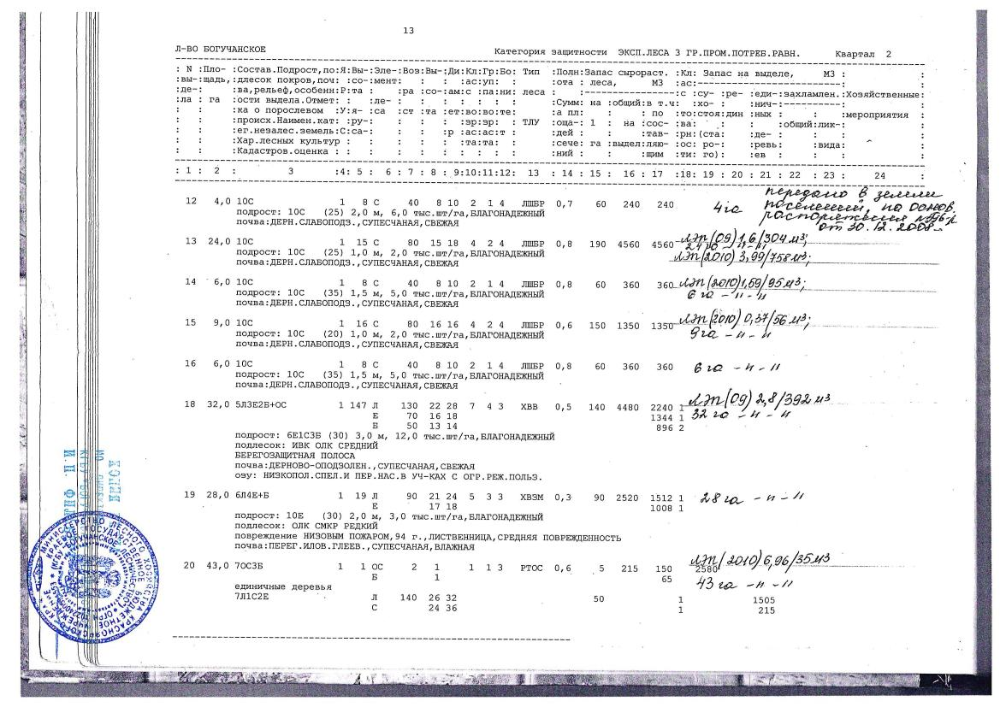 13
Л-ВО БОГУЧАНСКОЕ Категория защитности ЭКСП.ЛЕСА 3 ГР.ПРОМ.ПОТРЕБ.РАВН. Квартал 2
: N :Пло- :Состав.Подрост,по:Я:Вы-:Эле-:Воз:Вы-:Ди:Кл:Гр:Бо: Тип :Полн:Запас сырораст. :Кл: Запас на выделе, М3 :
:вы-:щадь,:длесок покров,поч: :со-:мент: : : :ас:уп: : :ота : леса, М3 :ас:
:де-: :ва,рельеф,особенн:Р:та : :ра :со-:ам:с :па:ни: леса :с :су -: ре- :еди-:захламлен.:Хозяйственные:
:ла : га :ости выдела.Отмет: : : ле-: : : : : : : :Сумм: на :общий:в т.ч: :хо- : :нич-:
: : :ка о порослевом :У:я- :са :ст :та :ет:во:во:те: :а пл: : : по :то:стоя:дин :ных : : :мероприятия :
: : :происх.Наимен.кат: :ру-: : : : :зр:эр: : ТЛУ :оща-: 1 : на :сос- :ва: : : :общий:лик-:
: : :ег.незалес.земель:С:са-: : : :р :ас:ас:т : :дей : : :тав- :рн:(ста: :де- : : :
: : :Хар.лесных культур : : : : : :та:та: : :сече: га :выдел:ляю- :ос: ро-: :ревь: :вида:
: : :Кадастров.оценка : : : : : : : : : : :ний : : :щим :ти: го): :ев : : :
: 1 : 2 : 3 :4: 5 : 6 : 7 : 8 : 9:10:11:12: 13 : 14 : 15 : 16 : 17 :18: 19 : 20 : 21 : 22 : 23 : 24 :
передано в земли
поселений, на основ.
распоряжения №596-р
от 30.12.2008г.
12 4,0 10С 1 8 С 40 8 10 2 1 4 ЛШБР 0,7 60 240 240 4га
подрост: 10С (25) 2,0 м, 6,0 тыс.шт/га,БЛАГОНАДЕЖНЫЙ
почва:ДЕРН.СЛАБОПОДЗ.,СУПЕСЧАНАЯ,СВЕЖАЯ
13 24,0 10С 1 15 С 80 15 18 4 2 4 ЛШБР 0,8 190 4560 4560 ЛЭП(09) 1,6/304 м³;
24 га -"-"
подрост: 10С (25) 1,0 м, 2,0 тыс.шт/га,БЛАГОНАДЕЖНЫЙ ЛЭП(2010) 3,99/758м³;
почва:ДЕРН.СЛАБОПОДЗ.,СУПЕСЧАНАЯ,СВЕЖАЯ
14 6,0 10С 1 8 С 40 8 10 2 1 4 ЛШБР 0,8 60 360 360 ЛЭП(2010)1,59/95м³;
подрост: 10С (35) 1,5 м, 5,0 тыс.шт/га,БЛАГОНАДЕЖНЫЙ 6 га -"-"
почва:ДЕРН.СЛАБОПОДЗ.,СУПЕСЧАНАЯ,СВЕЖАЯ
15 9,0 10С 1 16 С 80 16 16 4 2 4 ЛШБР 0,6 150 1350 1350 ЛЭП(2010) 0,37/56 м³;
подрост: 10С (20) 1,0 м, 2,0 тыс.шт/га,БЛАГОНАДЕЖНЫЙ 9га -"-"
почва:ДЕРН.СЛАБОПОДЗ.,СУПЕСЧАНАЯ,СВЕЖАЯ
16 6,0 10С 1 8 С 40 8 10 2 1 4 ЛШБР 0,8 60 360 360 6 га -"-"
подрост: 10С (35) 1,5 м, 5,0 тыс.шт/га,БЛАГОНАДЕЖНЫЙ
почва:ДЕРН.СЛАБОПОДЗ.,СУПЕСЧАНАЯ,СВЕЖАЯ
18 32,0 5Л3Е2Б+ОС 1 147 Л 130 22 28 7 4 3 ХВВ 0,5 140 4480 2240 1 ЛЭП(09) 2,8/392 м³
Е 70 16 18 1344 1 32 га -"-"
Б 50 13 14 896 2
подрост: 6Е1С3Б (30) 3,0 м, 12,0 тыс.шт/га,БЛАГОНАДЕЖНЫЙ
подлесок: ИВК ОЛК СРЕДНИЙ
БЕРЕГОЗАЩИТНАЯ ПОЛОСА
почва:ДЕРНОВО-ОПОДЗОЛЕН.,СУПЕСЧАНАЯ,СВЕЖАЯ
озу: НИЗКОПОЛ.СПЕЛ.И ПЕР.НАС.В УЧ-КАХ С ОГР.РЕЖ.ПОЛЬЗ.
19 28,0 6Л4Е+Б 1 19 Л 90 21 24 5 3 3 ХВЗМ 0,3 90 2520 1512 1 28 га -"-"
Е 17 18 1008 1
подрост: 10Е (30) 2,0 м, 3,0 тыс.шт/га,БЛАГОНАДЕЖНЫЙ
подлесок: ОЛК СМКР РЕДКИЙ
повреждение НИЗОВЫМ ПОЖАРОМ,94 г.,ЛИСТВЕННИЦА,СРЕДНЯЯ ПОВРЕЖДЕННОСТЬ
почва:ПЕРЕГ.ИЛОВ.ГЛЕЕВ.,СУПЕСЧАНАЯ,ВЛАЖНАЯ
20 43,0 7ОС3Б 1 1 ОС 2 1 1 1 3 РТОС 0,6 5 215 150 2580 ЛЭП(2010) 6,96/35м³
Б 1 65 43 га -"-"
единичные деревья
7Л1С2Е Л 140 26 32 50 1 1505
С 24 36 1 215